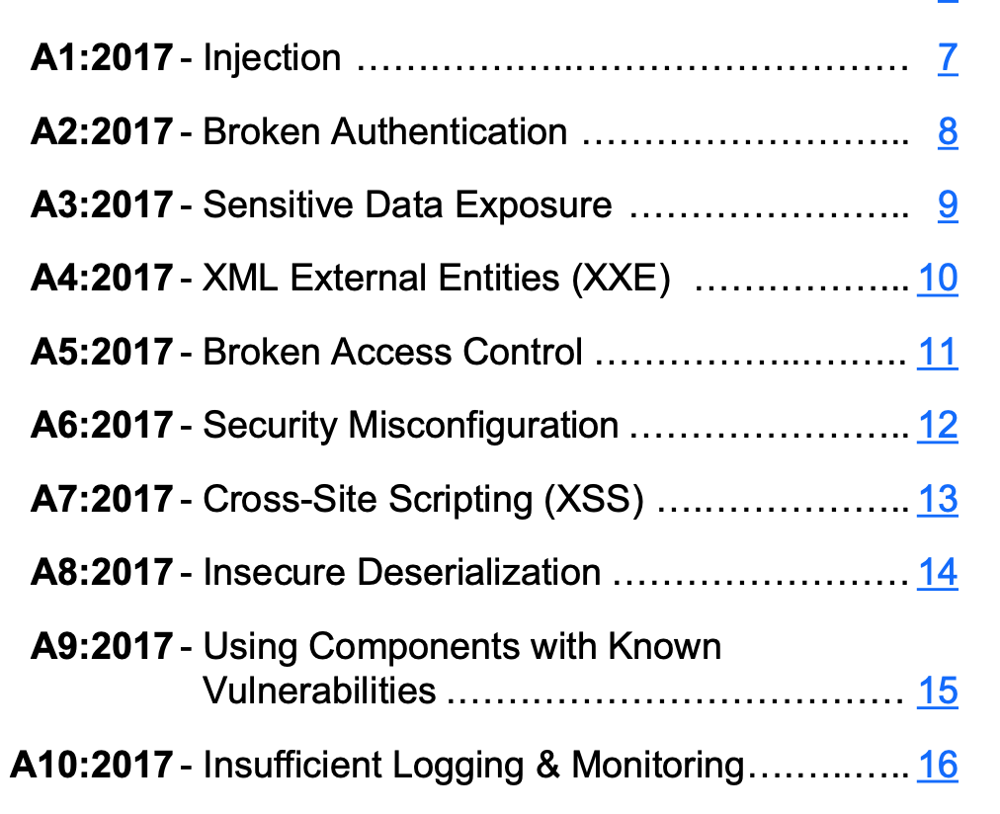 A1:2017 - Injection ……..………..……………………… 7
A2:2017 - Broken Authentication ……………………... 8
A3:2017 - Sensitive Data Exposure ………………….. 9
A4:2017 - XML External Entities (XXE) ……………... 10
A5:2017 - Broken Access Control ……………...…….. 11
A6:2017 - Security Misconfiguration ………………….. 12
A7:2017 - Cross-Site Scripting (XSS) ….…………….. 13
A8:2017 - Insecure Deserialization …………………… 14
A9:2017 - Using Components with Known
Vulnerabilities ……………………………… 15
A10:2017 - Insufficient Logging & Monitoring….…..….. 16